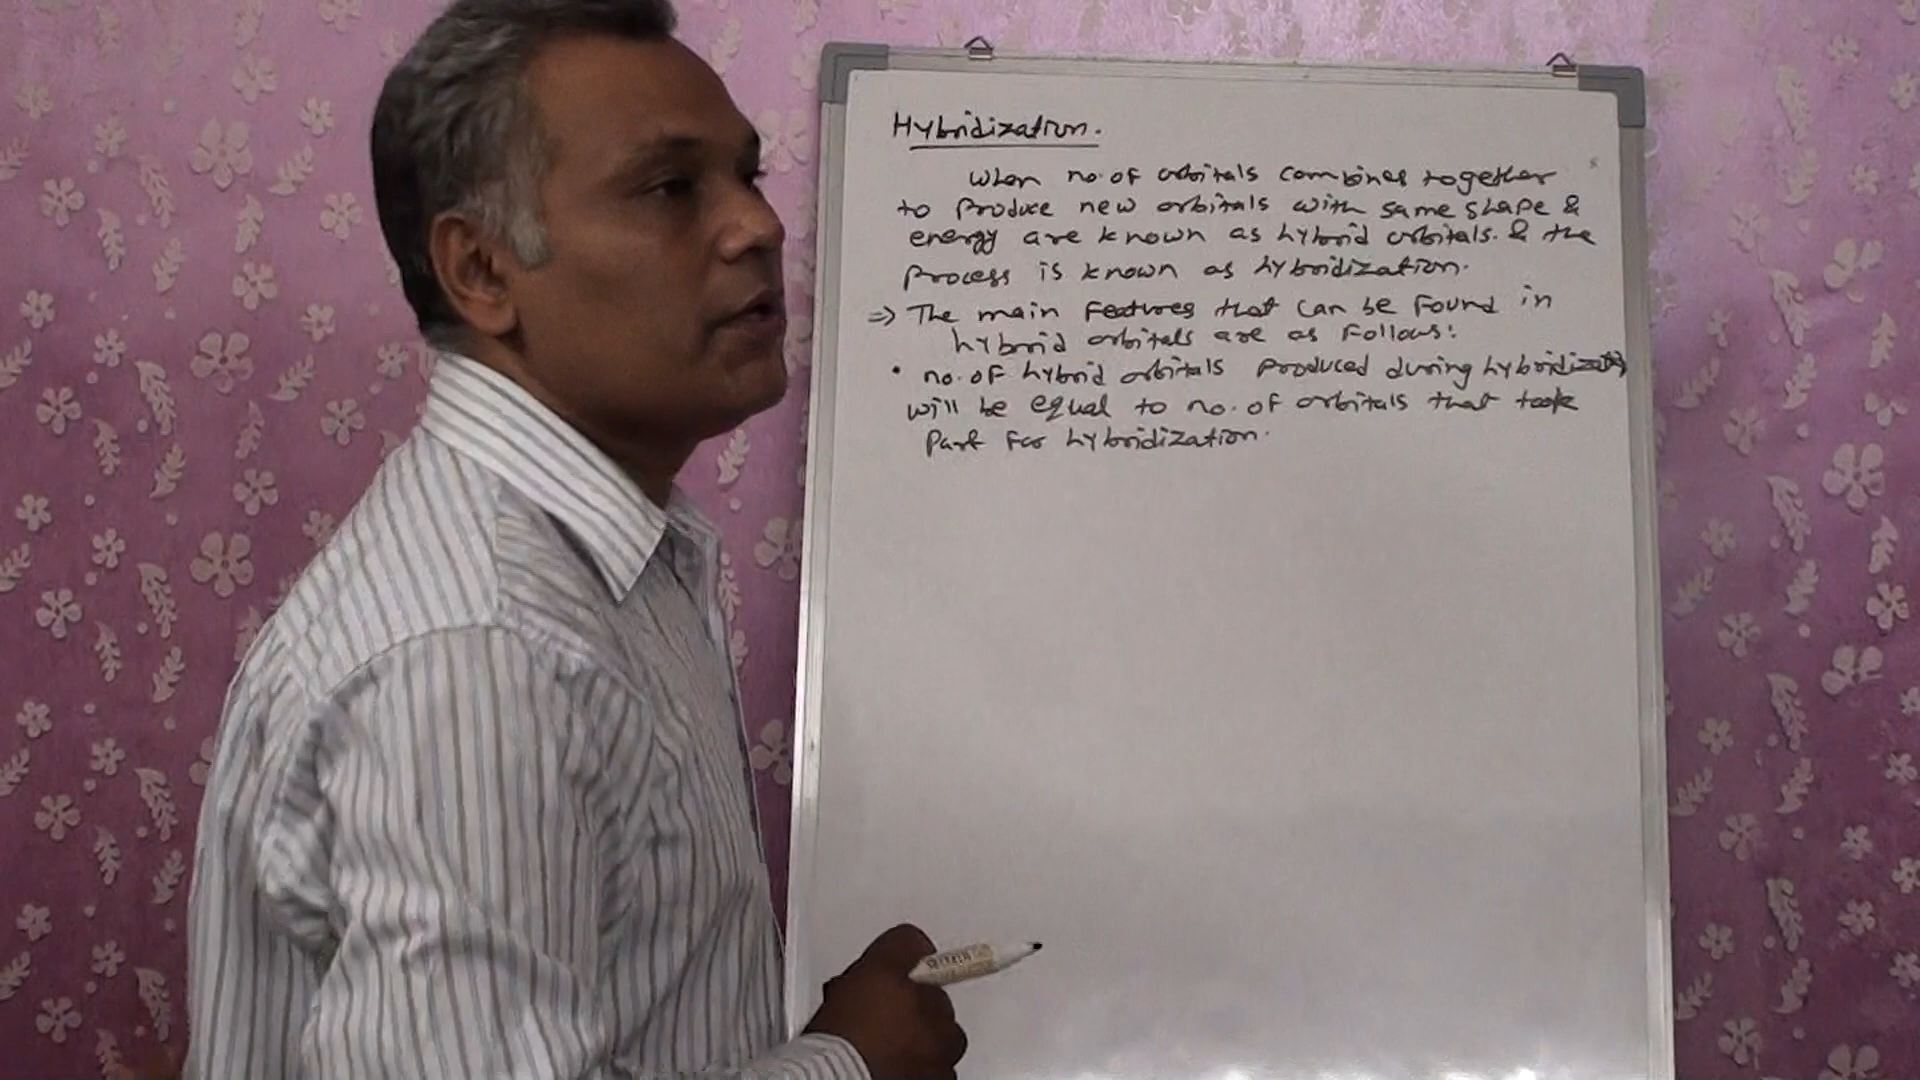 Hybridization.
When no. of orbitals combines together
to produce new orbitals with same shape &
energy are known as hybrid orbitals. & the
process is known as hybridization.
=> The main features that can be found in
hybrid orbitals are as follows:
• no. of hybrid orbitals produced during hybridization
will be equal to no. of orbitals that took
part for hybridization.